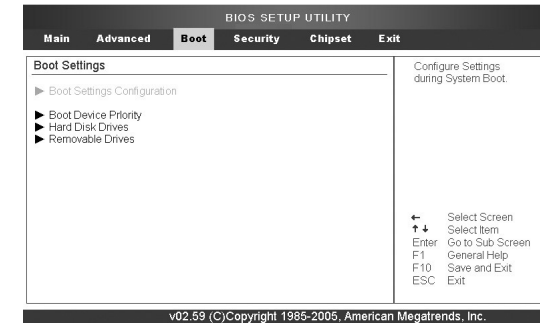 BIOS SETUP UTILITY
Main Advanced Boot Security Chipset Exit
Boot Settings
▶ Boot Settings Configuration
▶ Boot Device PrIority
▶ Hard Disk Drives
▶ Removable Drives
Configure Settings
during System Boot.
← Select Screen
↑↓ Select Item
Enter Go to Sub Screen
F1 General Help
F10 Save and Exit
ESC Exit
v02.59 (C)Copyright 1985-2005, American Megatrends, Inc.